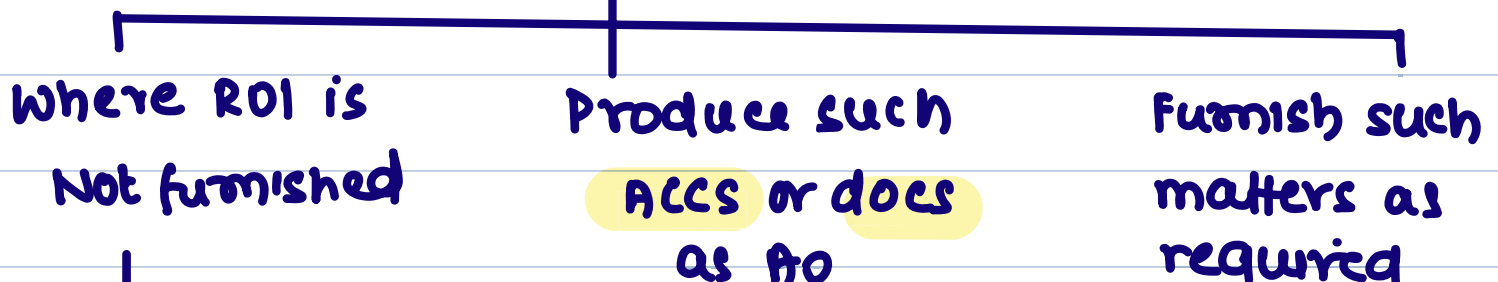 Where ROI is
Not furnished
Produce such
ACCS or docs
as AO
Furnish such
matters as
required